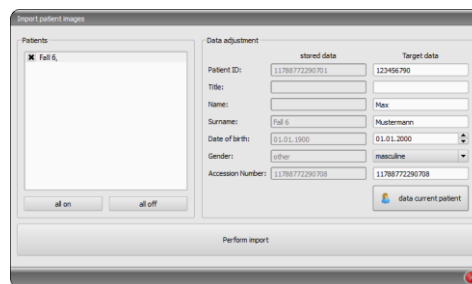 Import patient images
Patients
Fall 6,
all on all off
Data adjustment
stored data Target data
Patient ID: 11788772290701 123456790
Title:
Name: Max
Surname: Fall 6 Mustermann
Date of birth: 01.01.1900 01.01.2000
Gender: other masculine
Accession Number: 11788772290708 11788772290708
data current patient
Perform import